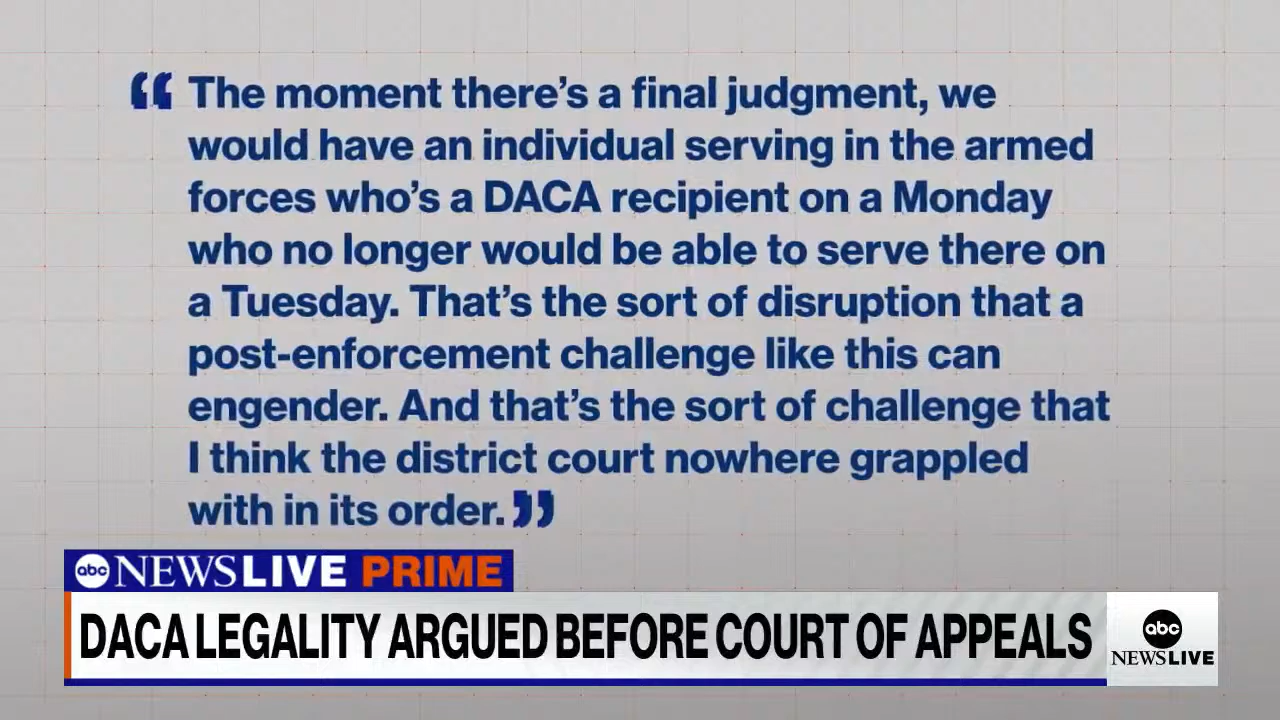 “ The moment there’s a final judgment, we
would have an individual serving in the armed
forces who’s a DACA recipient on a Monday
who no longer would be able to serve there on
a Tuesday. That’s the sort of disruption that a
post-enforcement challenge like this can
engender. And that’s the sort of challenge that
I think the district court nowhere grappled
with in its order. ”
abc NEWS LIVE PRIME
DACA LEGALITY ARGUED BEFORE COURT OF APPEALS
abc
NEWS LIVE